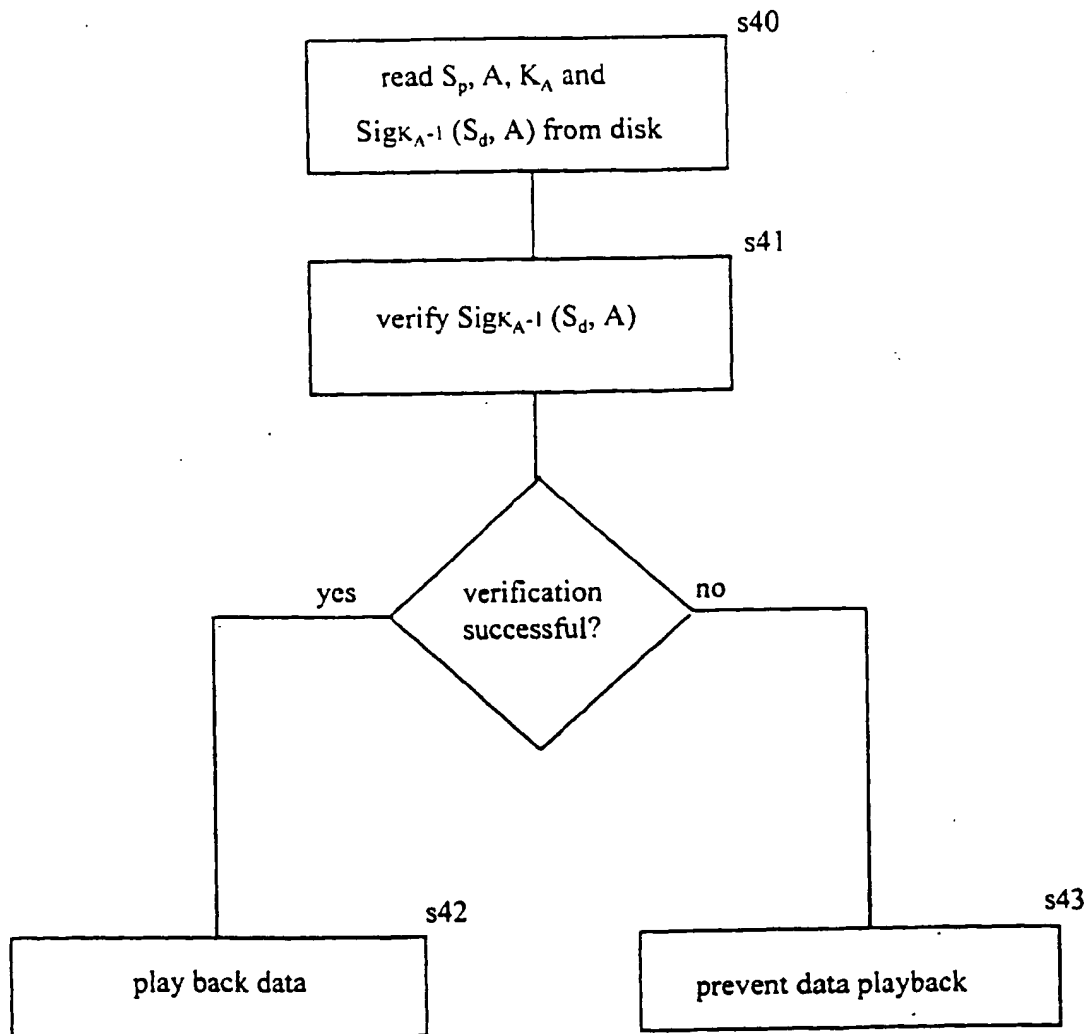 s40
read Sₚ, A, K_A and
Sig_{K_A-1} (S_d, A) from disk
s41
verify Sig_{K_A-1} (S_d, A)
yes
verification
no
successful?
s42
s43
play back data
prevent data playback